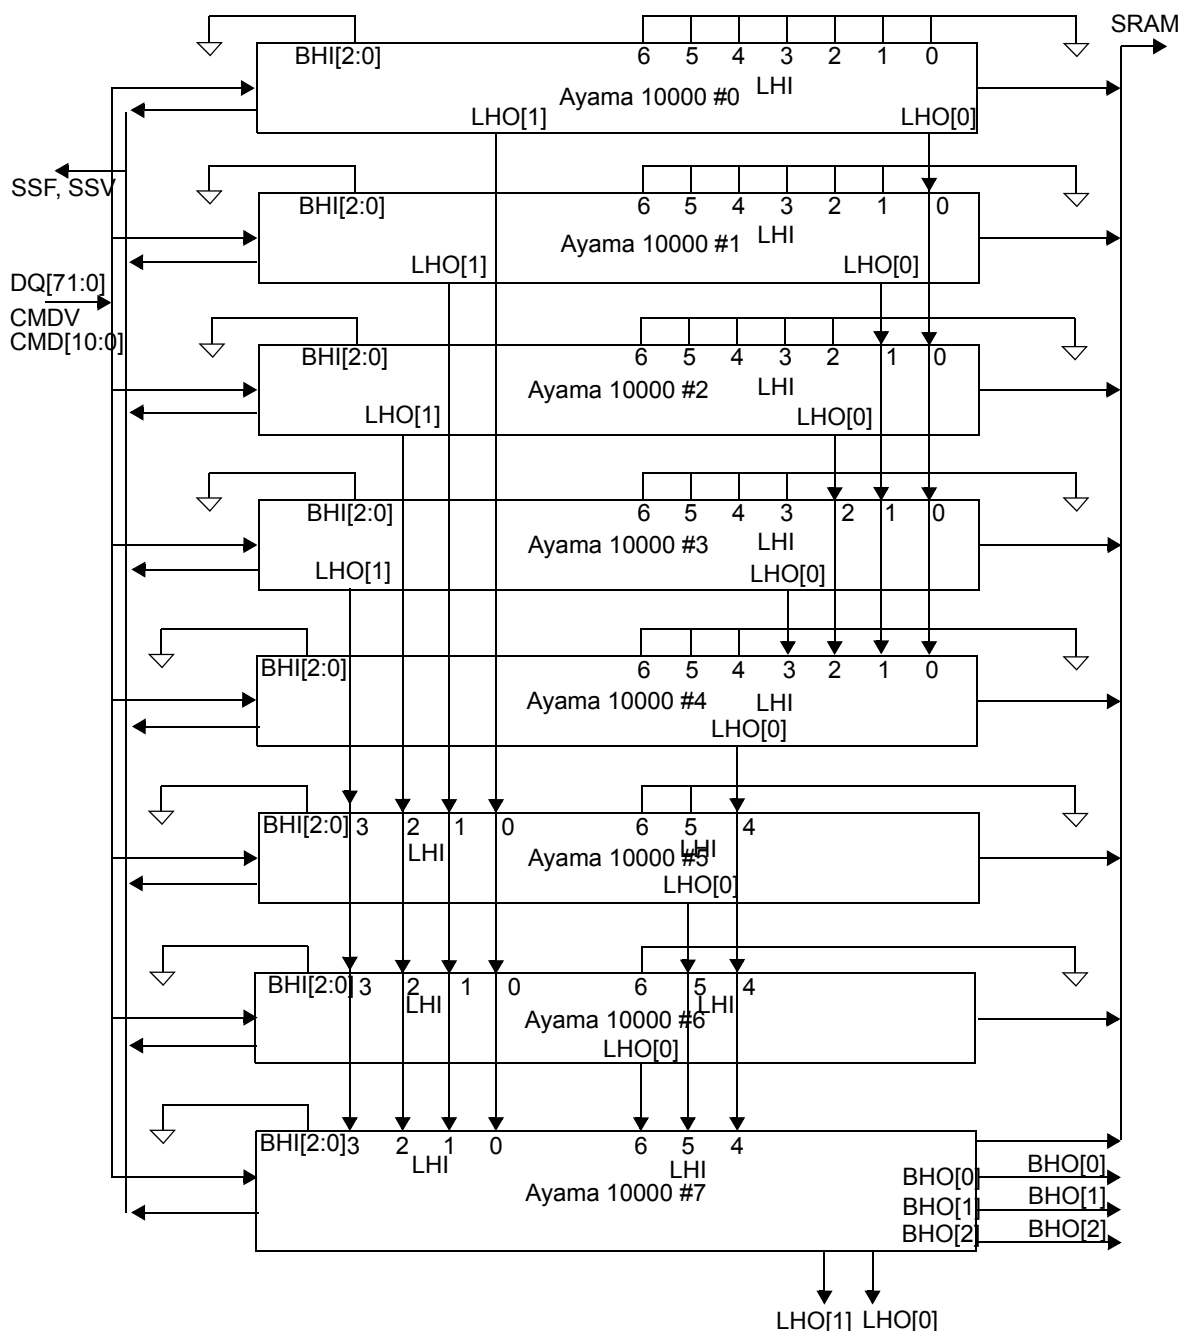 SRAM
BHI[2:0] 6 5 4 3 2 1 0
LHI
Ayama 10000 #0
LHO[1] LHO[0]
SSF, SSV
BHI[2:0] 6 5 4 3 2 1 0
LHI
Ayama 10000 #1
LHO[1] LHO[0]
DQ[71:0]
CMDV
CMD[10:0]
BHI[2:0] 6 5 4 3 2 1 0
LHI
Ayama 10000 #2
LHO[1] LHO[0]
BHI[2:0] 6 5 4 3 2 1 0
LHI
Ayama 10000 #3
LHO[1] LHO[0]
BHI[2:0] 6 5 4 3 2 1 0
LHI
Ayama 10000 #4
LHO[0]
BHI[2:0] 3 2 1 0 6 5 4
LHI LHI
Ayama 10000 #5
LHO[0]
BHI[2:0] 3 2 1 0 6 5 4
LHI LHI
Ayama 10000 #6
LHO[0]
BHI[2:0] 3 2 1 0 6 5 4
LHI LHI
Ayama 10000 #7
BHO[0] BHO[0]
BHO[1] BHO[1]
BHO[2] BHO[2]
LHO[1] LHO[0]